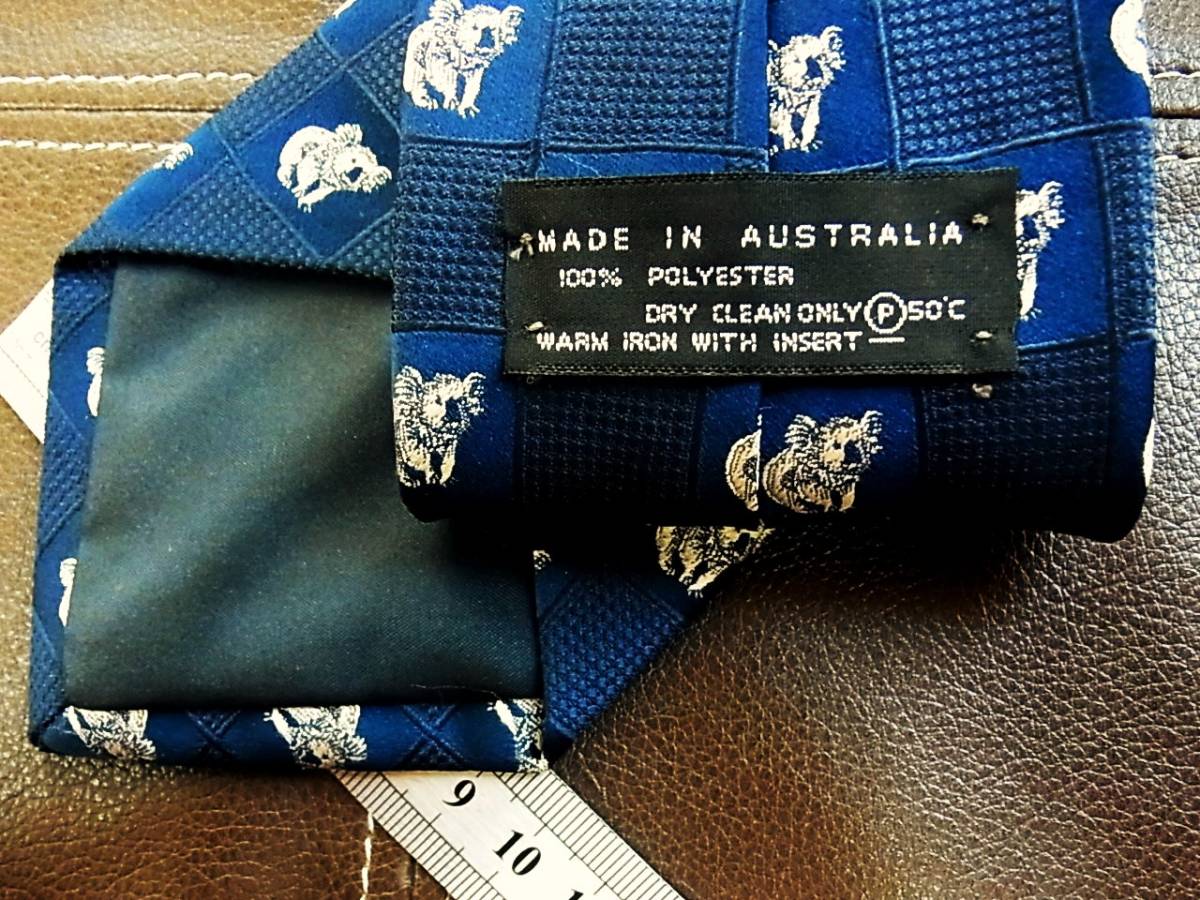 MADE IN AUSTRALIA
100% POLYESTER
DRY CLEAN ONLY Ⓟ 50°C
WARM IRON WITH INSERT —
9
10